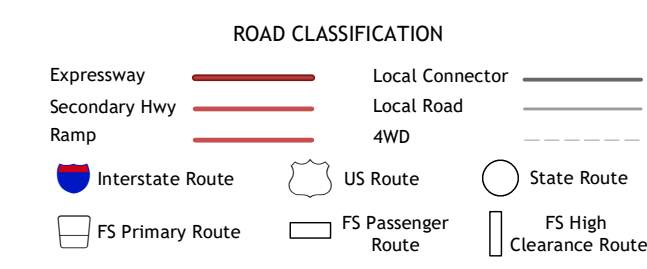 ROAD CLASSIFICATION
Expressway
Local Connector
Secondary Hwy
Local Road
Ramp
4WD
Interstate Route
US Route
State Route
FS Primary Route
FS Passenger
Route
FS High
Clearance Route